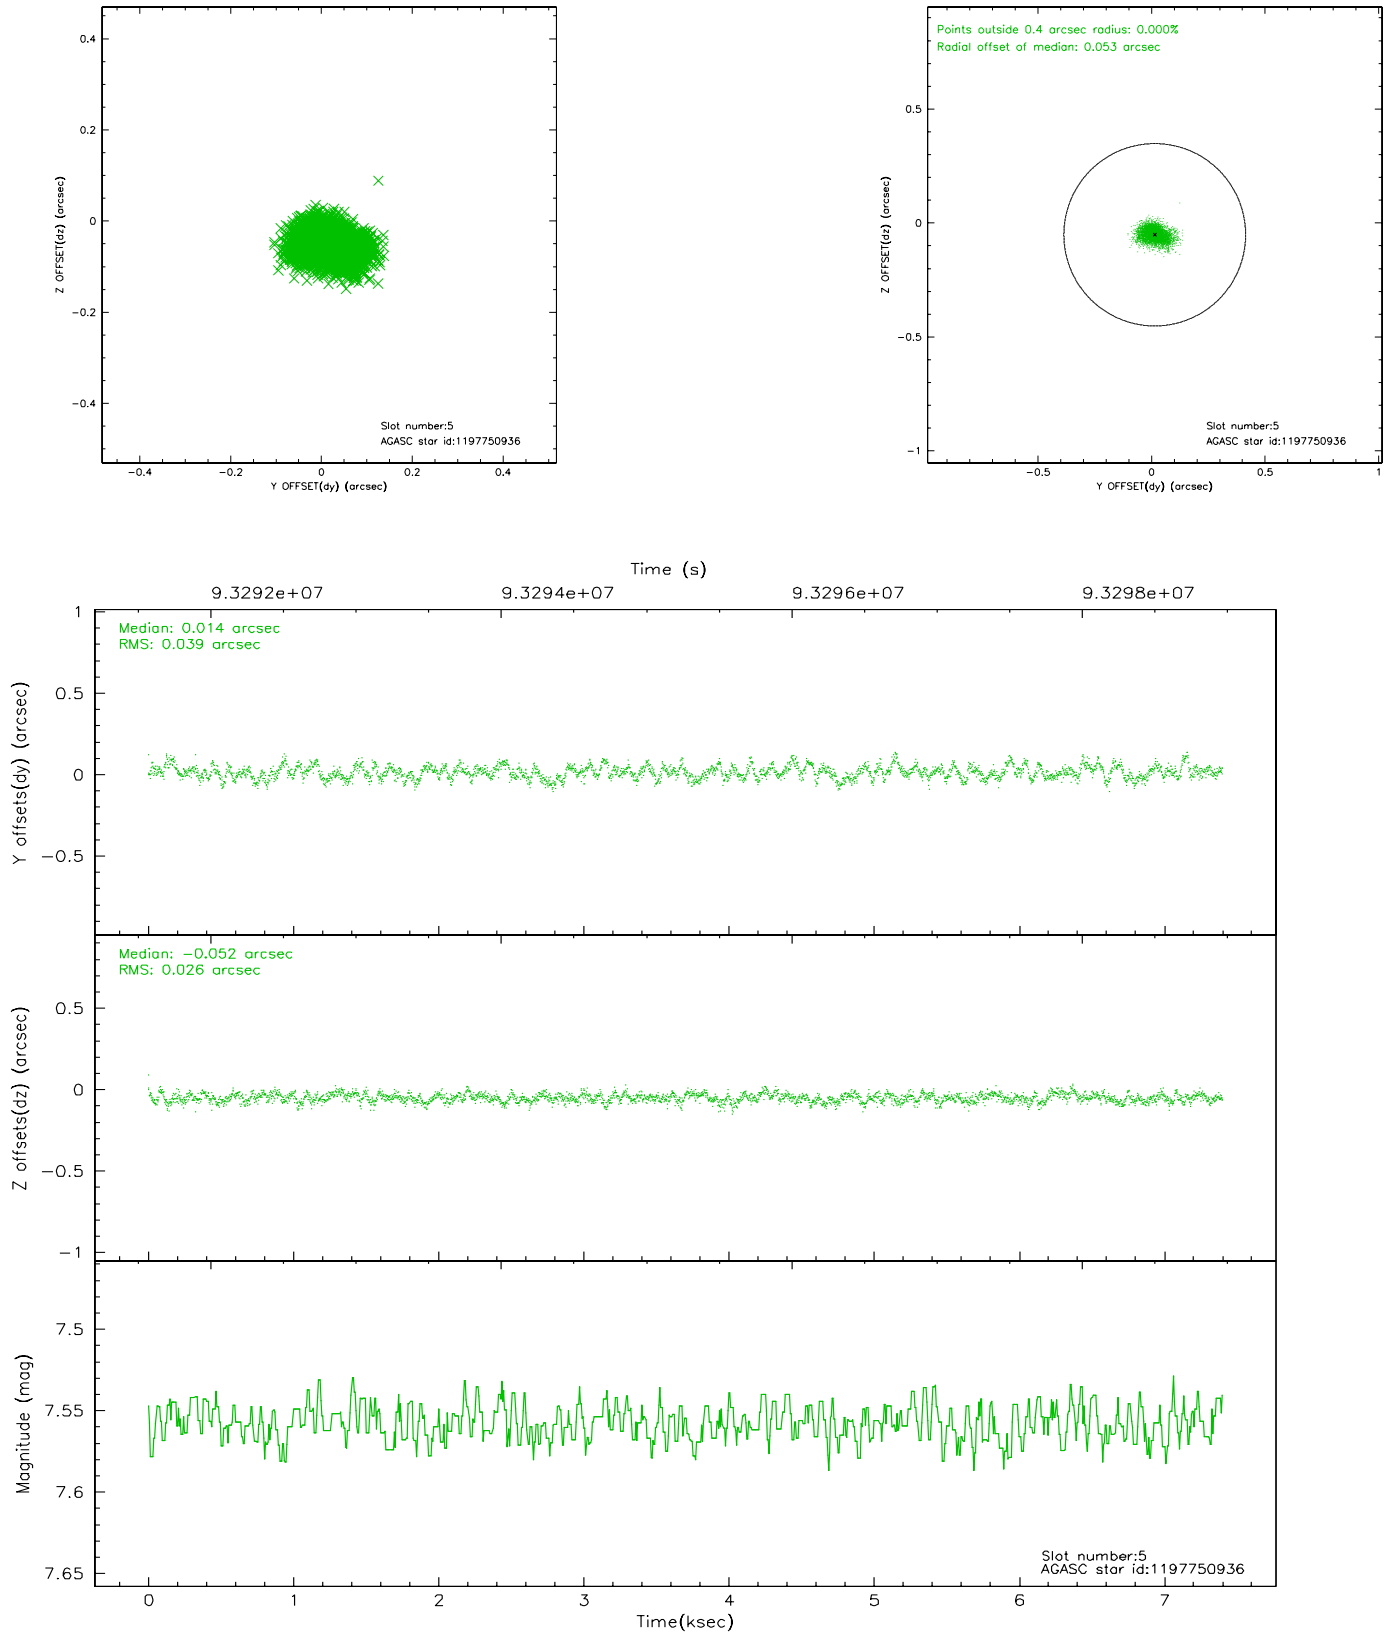 0.4
0.2
0
−0.2
−0.4
Z OFFSET(dz) (arcsec)
Slot number:5
AGASC star id:1197750936
−0.4
−0.2
0
0.2
0.4
Y OFFSET(dy) (arcsec)
Points outside 0.4 arcsec radius: 0.000%
Radial offset of median: 0.053 arcsec
0.5
0
−0.5
−1
Z OFFSET(dz) (arcsec)
Slot number:5
AGASC star id:1197750936
−0.5
0
0.5
1
Y OFFSET(dy) (arcsec)
Time (s)
9.3292e+07
9.3294e+07
9.3296e+07
9.3298e+07
Median: 0.014 arcsec
RMS: 0.039 arcsec
1
0.5
0
−0.5
Y offsets(dy) (arcsec)
Median: −0.052 arcsec
RMS: 0.026 arcsec
0.5
0
−0.5
−1
Z offsets(dz) (arcsec)
7.5
7.55
7.6
7.65
Magnitude (mag)
Slot number:5
AGASC star id:1197750936
0
1
2
3
4
5
6
7
Time(ksec)